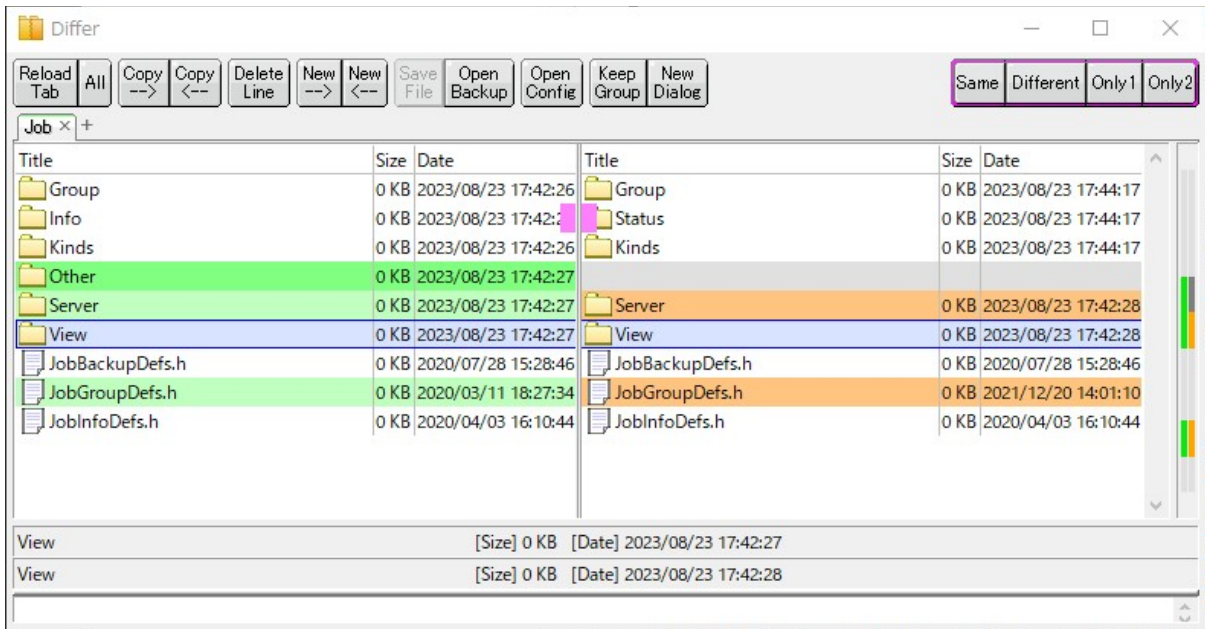 Differ
Reload Tab All Copy --> Copy <-- Delete Line New --> New <-- Save File Open Backup Open Config Keep Group New Dialog Same Different Only1 Only2
Job × +
Title Size Date Title Size Date
Group 0 KB 2023/08/23 17:42:26 Group 0 KB 2023/08/23 17:44:17
Info 0 KB 2023/08/23 Status 0 KB 2023/08/23 17:44:17
Kinds 0 KB 2023/08/23 17:42:26 Kinds 0 KB 2023/08/23 17:44:17
Other 0 KB 2023/08/23 17:42:27
Server 0 KB 2023/08/23 17:42:27 Server 0 KB 2023/08/23 17:42:28
View 0 KB 2023/08/23 17:42:27 View 0 KB 2023/08/23 17:42:28
JobBackupDefs.h 0 KB 2020/07/28 15:28:46 JobBackupDefs.h 0 KB 2020/07/28 15:28:46
JobGroupDefs.h 0 KB 2020/03/11 18:27:34 JobGroupDefs.h 0 KB 2021/12/20 14:01:10
JobInfoDefs.h 0 KB 2020/04/03 16:10:44 JobInfoDefs.h 0 KB 2020/04/03 16:10:44
View [Size] 0 KB [Date] 2023/08/23 17:42:27
View [Size] 0 KB [Date] 2023/08/23 17:42:28